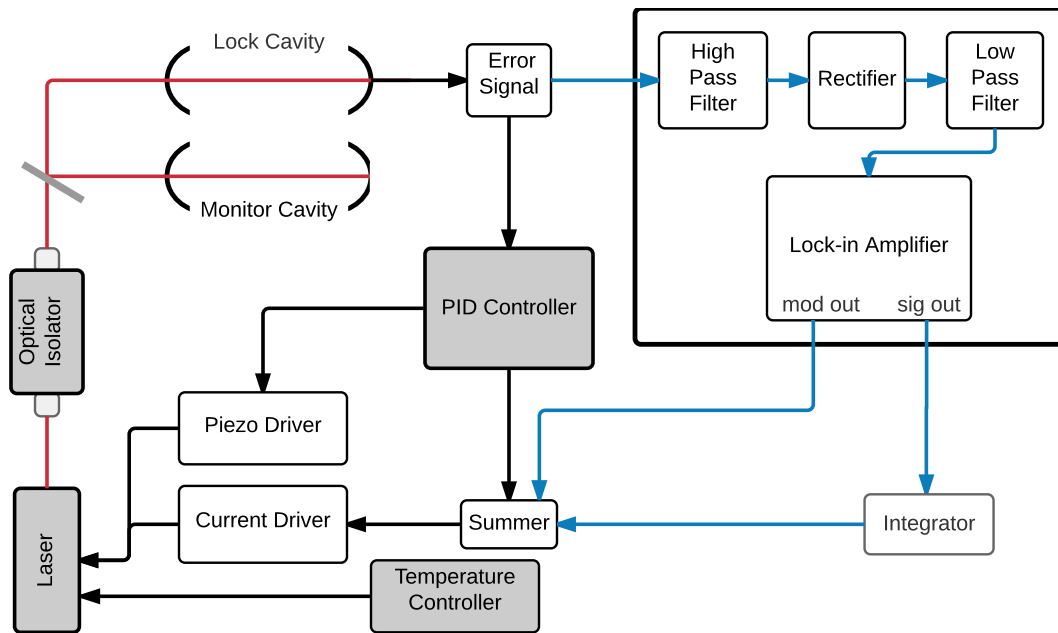 Lock Cavity
Error
Signal
High
Pass
Filter
Rectifier
Low
Pass
Filter
Monitor Cavity
Lock-in Amplifier
mod out
sig out
Optical
Isolator
PID Controller
Piezo Driver
Current Driver
Summer
Integrator
Laser
Temperature
Controller